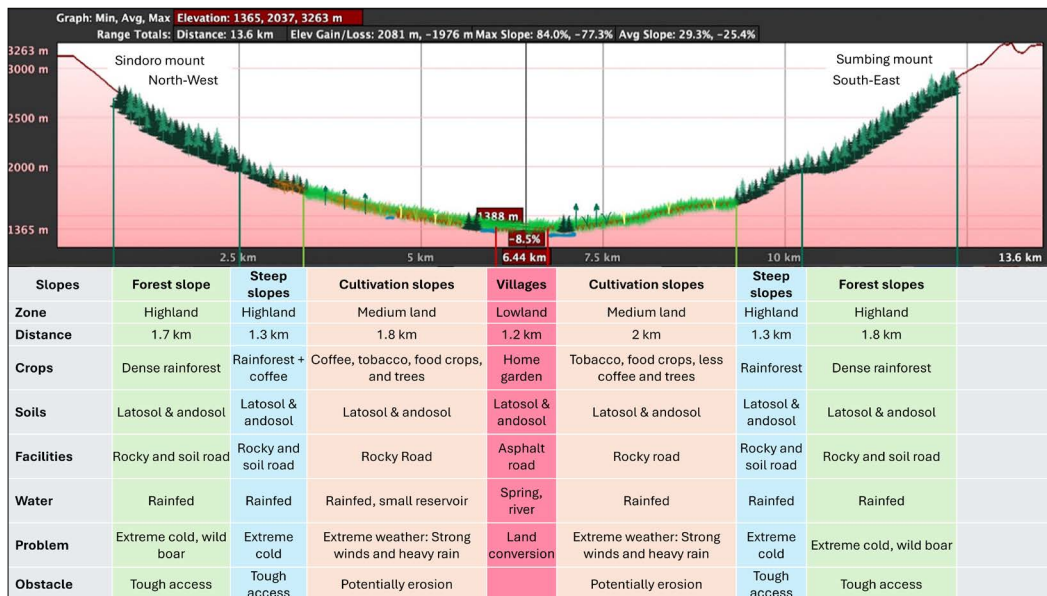 Graph: Min, Avg, Max Elevation: 1365, 2037, 3263 m
Range Totals: Distance: 13.6 km Elev Gain/Loss: 2081 m, -1976 m Max Slope: 84.0%, -77.3% Avg Slope: 29.3%, -25.4%
3263 m
3000 m
2500 m
2000 m
1365 m
Sindoro mount
North-West
Sumbing mount
South-East
1388 m
-8.5%
2.5 km 5 km 6.44 km 7.5 km 10 km 13.6 km
Slopes Forest slope Steep slopes Cultivation slopes Villages Cultivation slopes Steep slopes Forest slopes
Zone Highland Highland Medium land Lowland Medium land Highland Highland
Distance 1.7 km 1.3 km 1.8 km 1.2 km 2 km 1.3 km 1.8 km
Crops Dense rainforest Rainforest + coffee Coffee, tobacco, food crops, and trees Home garden Tobacco, food crops, less coffee and trees Rainforest Dense rainforest
Soils Latosol & andosol Latosol & andosol Latosol & andosol Latosol & andosol Latosol & andosol Latosol & andosol Latosol & andosol
Facilities Rocky and soil road Rocky and soil road Rocky Road Asphalt road Rocky road Rocky and soil road Rocky and soil road
Water Rainfed Rainfed Rainfed, small reservoir Spring, river Rainfed Rainfed Rainfed
Problem Extreme cold, wild boar Extreme cold Extreme weather: Strong winds and heavy rain Land conversion Extreme weather: Strong winds and heavy rain Extreme cold Extreme cold, wild boar
Obstacle Tough access Tough access Potentially erosion Potentially erosion Tough access Tough access